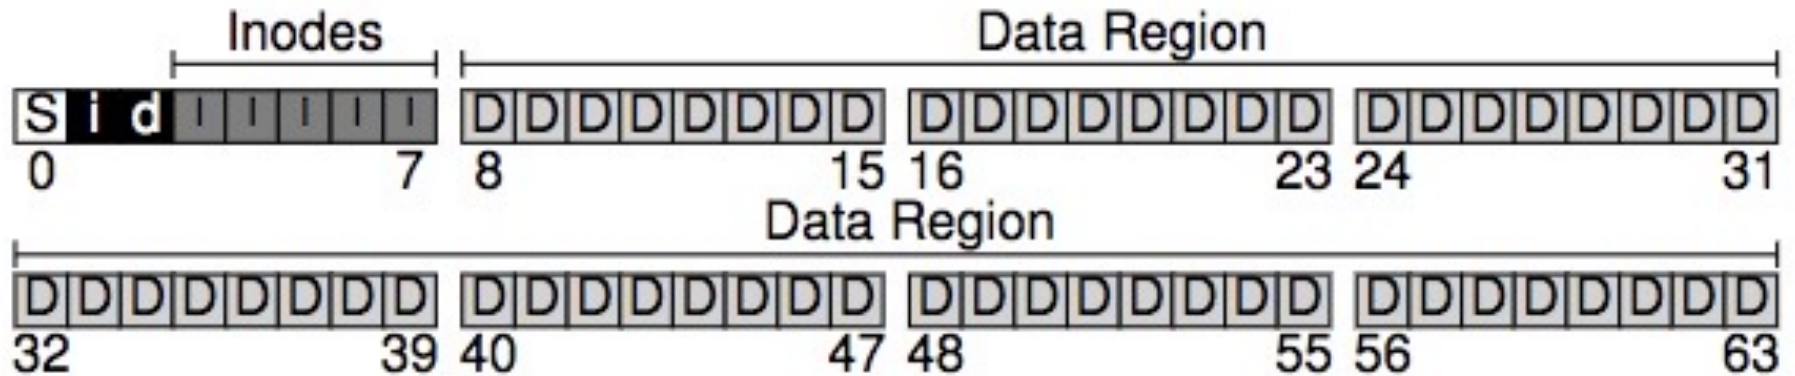 Inodes Data Region
S i d I I I I I D D D D D D D D D D D D D D D D D D D D D D D D
0 7 8 15 16 23 24 31
Data Region
D D D D D D D D D D D D D D D D D D D D D D D D D D D D D D D D
32 39 40 47 48 55 56 63